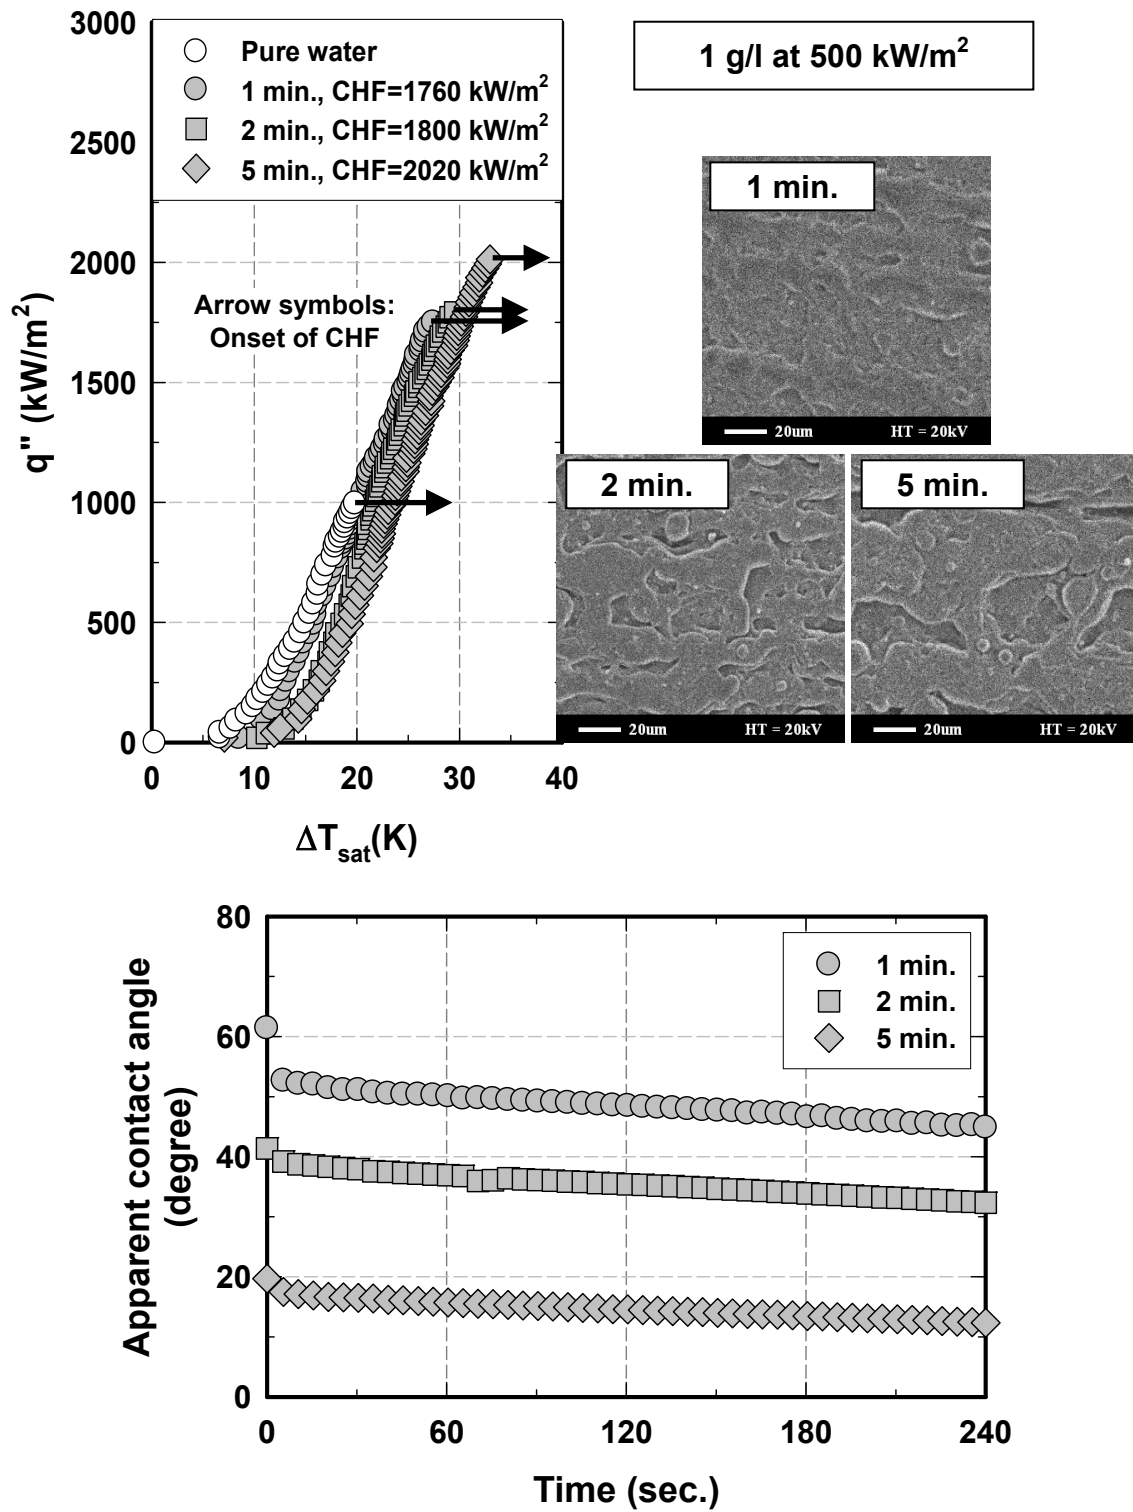 3000
2500
2000
1500
1000
500
0
q" (kW/m²)
Pure water
1 min., CHF=1760 kW/m²
2 min., CHF=1800 kW/m²
5 min., CHF=2020 kW/m²
Arrow symbols:
Onset of CHF
0 10 20 30 40
ΔTsat(K)
1 g/l at 500 kW/m²
1 min.
20um HT = 20kV
2 min.
20um HT = 20kV
5 min.
20um HT = 20kV
80
60
40
20
0
Apparent contact angle
(degree)
1 min.
2 min.
5 min.
0 60 120 180 240
Time (sec.)